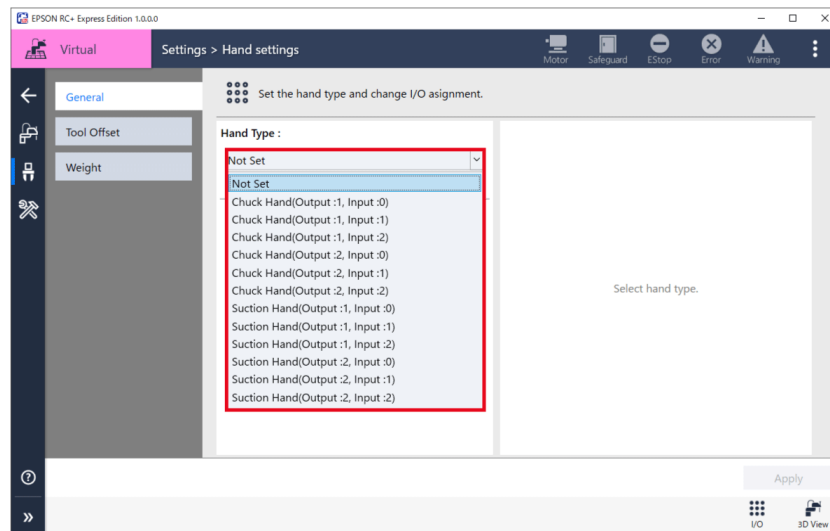 EPSON RC+ Express Edition 1.0.0.0
Virtual
Settings > Hand settings
Motor
Safeguard
EStop
Error
Warning
General
Tool Offset
Weight
Set the hand type and change I/O asignment.
Hand Type :
Not Set
Not Set
Chuck Hand(Output :1, Input :0)
Chuck Hand(Output :1, Input :1)
Chuck Hand(Output :1, Input :2)
Chuck Hand(Output :2, Input :0)
Chuck Hand(Output :2, Input :1)
Chuck Hand(Output :2, Input :2)
Suction Hand(Output :1, Input :0)
Suction Hand(Output :1, Input :1)
Suction Hand(Output :1, Input :2)
Suction Hand(Output :2, Input :0)
Suction Hand(Output :2, Input :1)
Suction Hand(Output :2, Input :2)
Select hand type.
Apply
I/O
3D View